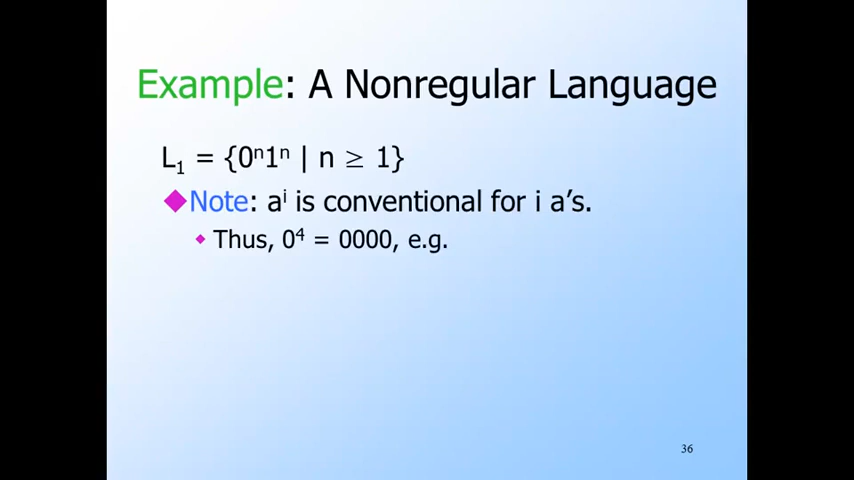 Example: A Nonregular Language
L₁ = {0ⁿ1ⁿ | n ≥ 1}
Note: aⁱ is conventional for i a’s.
Thus, 0⁴ = 0000, e.g.
36